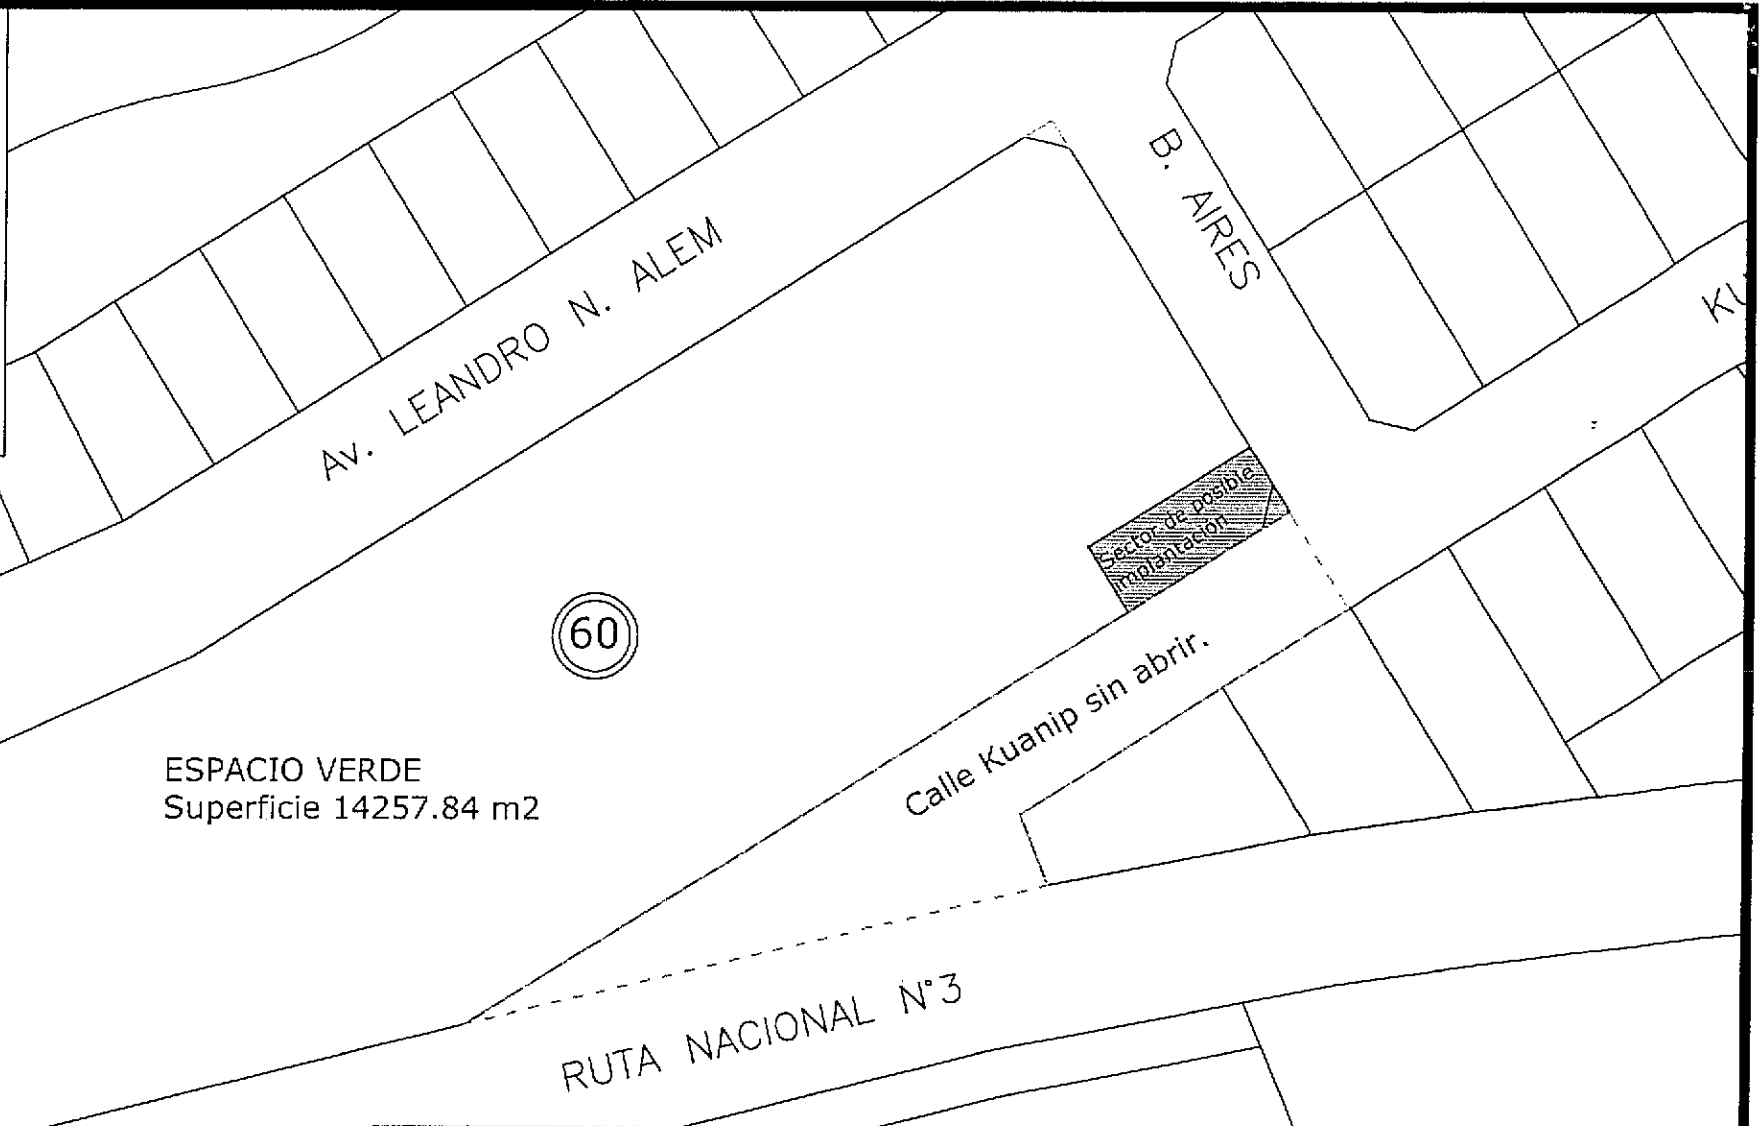 B. AIRES
Av. LEANDRO N. ALEM
KU
Sector de posible
implantación
60
Calle Kuanip sin abrir.
ESPACIO VERDE
Superficie 14257.84 m2
RUTA NACIONAL N°3